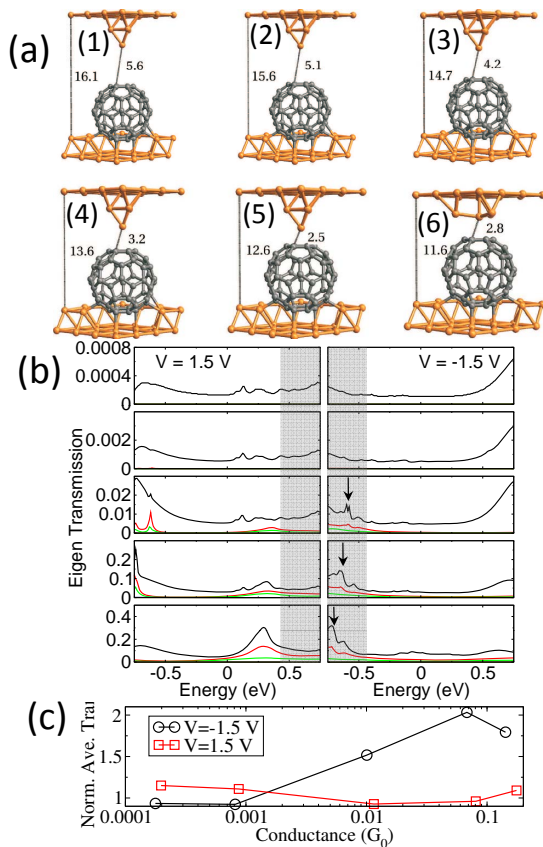 (a)
(1) (2) (3)
16.1 5.6 15.6 5.1 14.7 4.2
(4) (5) (6)
13.6 3.2 12.6 2.5 11.6 2.8
(b)
V = 1.5 V V = -1.5 V
0.0008
0.0004
0
0.002
0
0.02
0.01
0
0.2
0.1
0
0.4
0.2
0
Eigen Transmission
-0.5 0 0.5 -0.5 0 0.5
Energy (eV) Energy (eV)
(c)
Norm. Ave.
2
1.5
1
V=-1.5 V
V=1.5 V
0.0001 0.001 0.01 0.1
Conductance (G0)